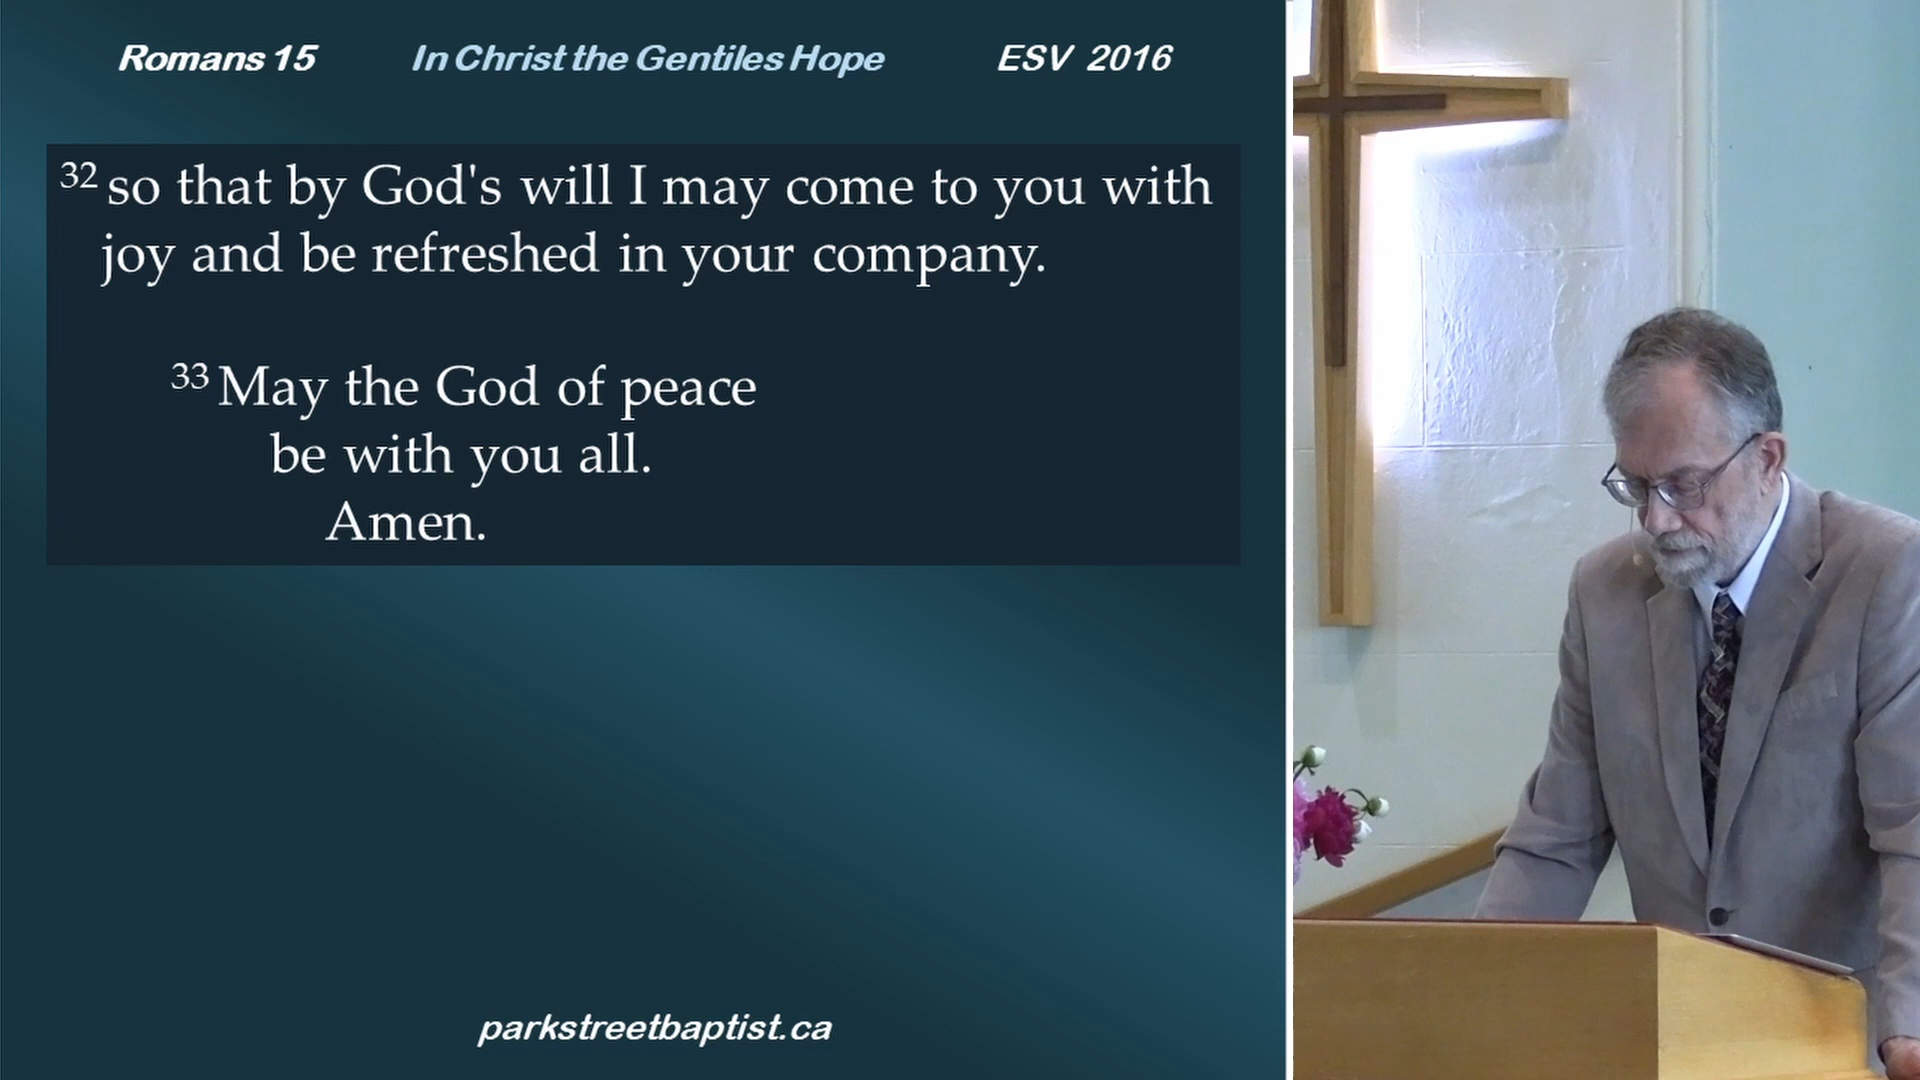 Romans 15 In Christ the Gentiles Hope ESV 2016
32 so that by God's will I may come to you with
joy and be refreshed in your company.
33 May the God of peace
be with you all.
Amen.
parkstreetbaptist.ca